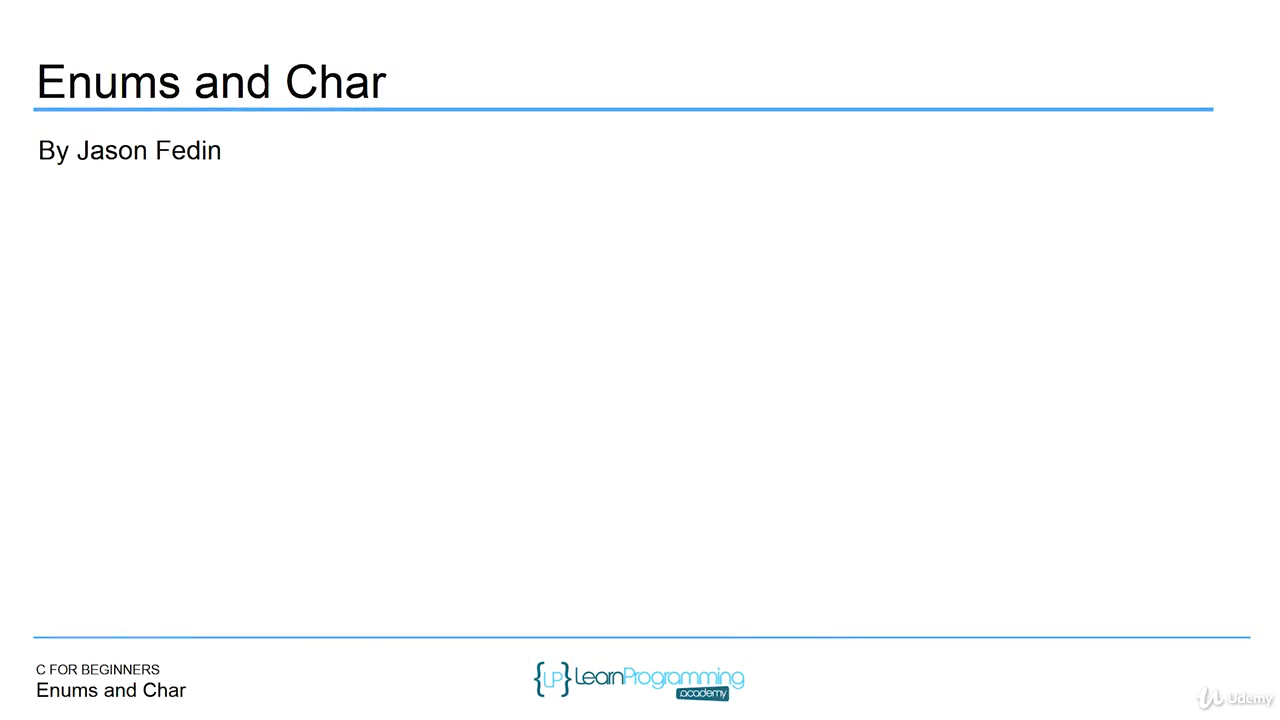 Enums and Char
By Jason Fedin
C FOR BEGINNERS
Enums and Char
{LP} LearnProgramming
.academy
Udemy